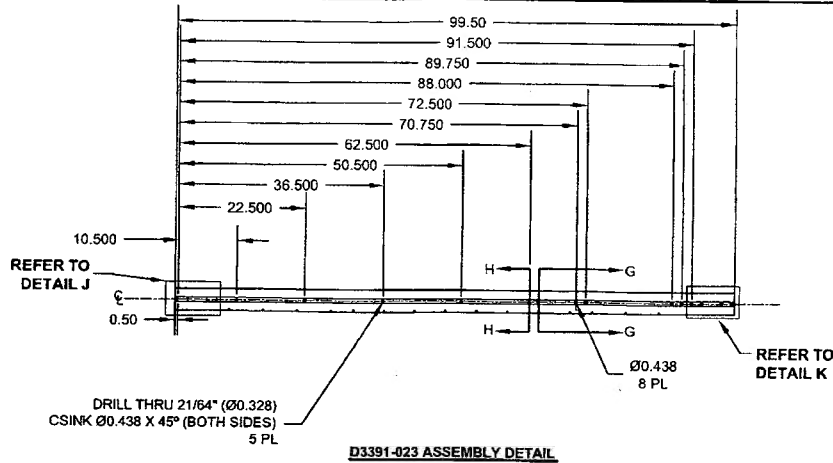 99.50
91.500
89.750
88.000
72.500
70.750
62.500
50.500
36.500
22.500
10.500
REFER TO
DETAIL J
H
G
℄
0.50
H
G
REFER TO
DETAIL K
Ø0.438
8 PL
DRILL THRU 21/64" (Ø0.328)
CSINK Ø0.438 X 45° (BOTH SIDES)
5 PL
D3391-023 ASSEMBLY DETAIL